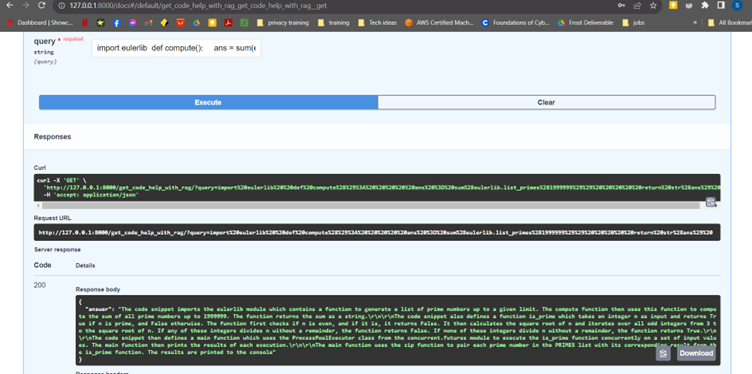 127.0.0.1:8000/docs#/default/get_code_help_with_rag_get_code_help_with_rag__get
Dashboard | Showc... privacy training training Tech ideas AWS Certified Mach... Foundations of Cyb... Frost Deliverable jobs All Bookmarks
query * required
string
(query)
import eulerlib def compute(): ans = sum(e
Execute
Clear
Responses
Curl
curl -X 'GET' \
'http://127.0.0.1:8000/get_code_help_with_rag/?query=import%20eulerlib%20%20def%20compute%28%29%3A%20%20%20%20%20ans%20%3D%20sum%28eulerlib.list_primes%281999999%29%29%20%20%20%20%20return%20str%28ans%29%20
-H 'accept: application/json'
Request URL
http://127.0.0.1:8000/get_code_help_with_rag/?query=import%20eulerlib%20%20def%20compute%28%29%3A%20%20%20%20%20ans%20%3D%20sum%28eulerlib.list_primes%281999999%29%29%20%20%20%20%20return%20str%28ans%29%20
Server response
Code Details
200
Response body
{
"answer": "The code snippet imports the eulerlib module which contains a function to generate a list of prime numbers up to a given limit. The compute function then uses this function to compu
te the sum of all prime numbers up to 1999999. The function returns the sum as a string.\r\n\r\nThe code snippet also defines a function is_prime which takes an integer n as input and returns Tr
ue if n is prime, and False otherwise. The function first checks if n is even, and if it is, it returns False. It then calculates the square root of n and iterates over all odd integers from 3 t
o the square root of n. If any of these integers divides n without a remainder, the function returns False. If none of these integers divide n without a remainder, the function returns True.\r\n
\r\nThe code snippet then defines a main function which uses the ProcessPoolExecutor class from the concurrent.futures module to execute the is_prime function concurrently on a set of input valu
es. The main function then prints the results of each execution.\r\n\r\nThe main function uses the zip function to pair each prime number in the PRIMES list with its corresponding result from th
e is_prime function. The results are printed to the console"
}
Download